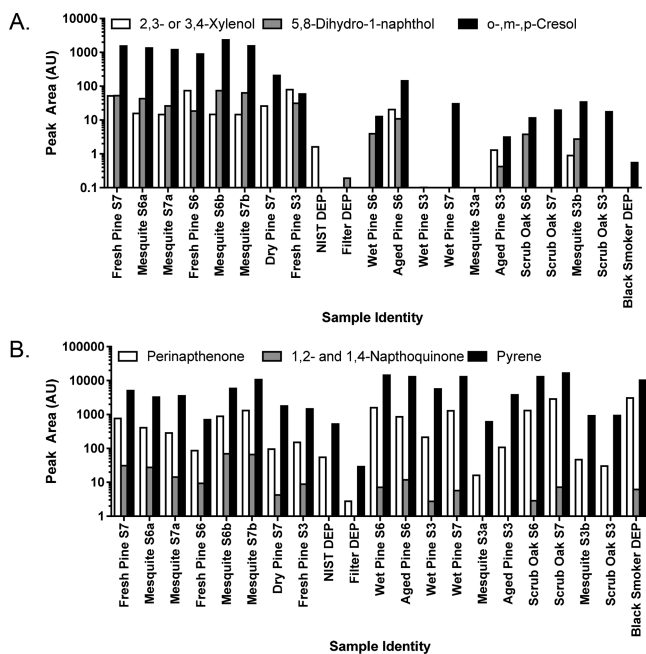 A.
2,3- or 3,4-Xylenol 5,8-Dihydro-1-naphthol o-,m-,p-Cresol
Peak Area (AU)
10000
1000
100
10
1
0.1
Fresh Pine S7
Mesquite S6a
Mesquite S7a
Fresh Pine S6
Mesquite S6b
Mesquite S7b
Dry Pine S7
Fresh Pine S3
NIST DEP
Filter DEP
Wet Pine S6
Aged Pine S6
Wet Pine S3
Wet Pine S7
Mesquite S3a
Aged Pine S3
Scrub Oak S6
Scrub Oak S7
Mesquite S3b
Scrub Oak S3
Black Smoker DEP
Sample Identity
B.
Perinapthenone 1,2- and 1,4-Napthoquinone Pyrene
Peak Area (AU)
100000
10000
1000
100
10
1
Fresh Pine S7
Mesquite S6a
Mesquite S7a
Fresh Pine S6
Mesquite S6b
Mesquite S7b
Dry Pine S7
Fresh Pine S3
NIST DEP
Filter DEP
Wet Pine S6
Aged Pine S6
Wet Pine S3
Wet Pine S7
Mesquite S3a
Aged Pine S3
Scrub Oak S6
Scrub Oak S7
Mesquite S3b
Scrub Oak S3
Black Smoker DEP
Sample Identity